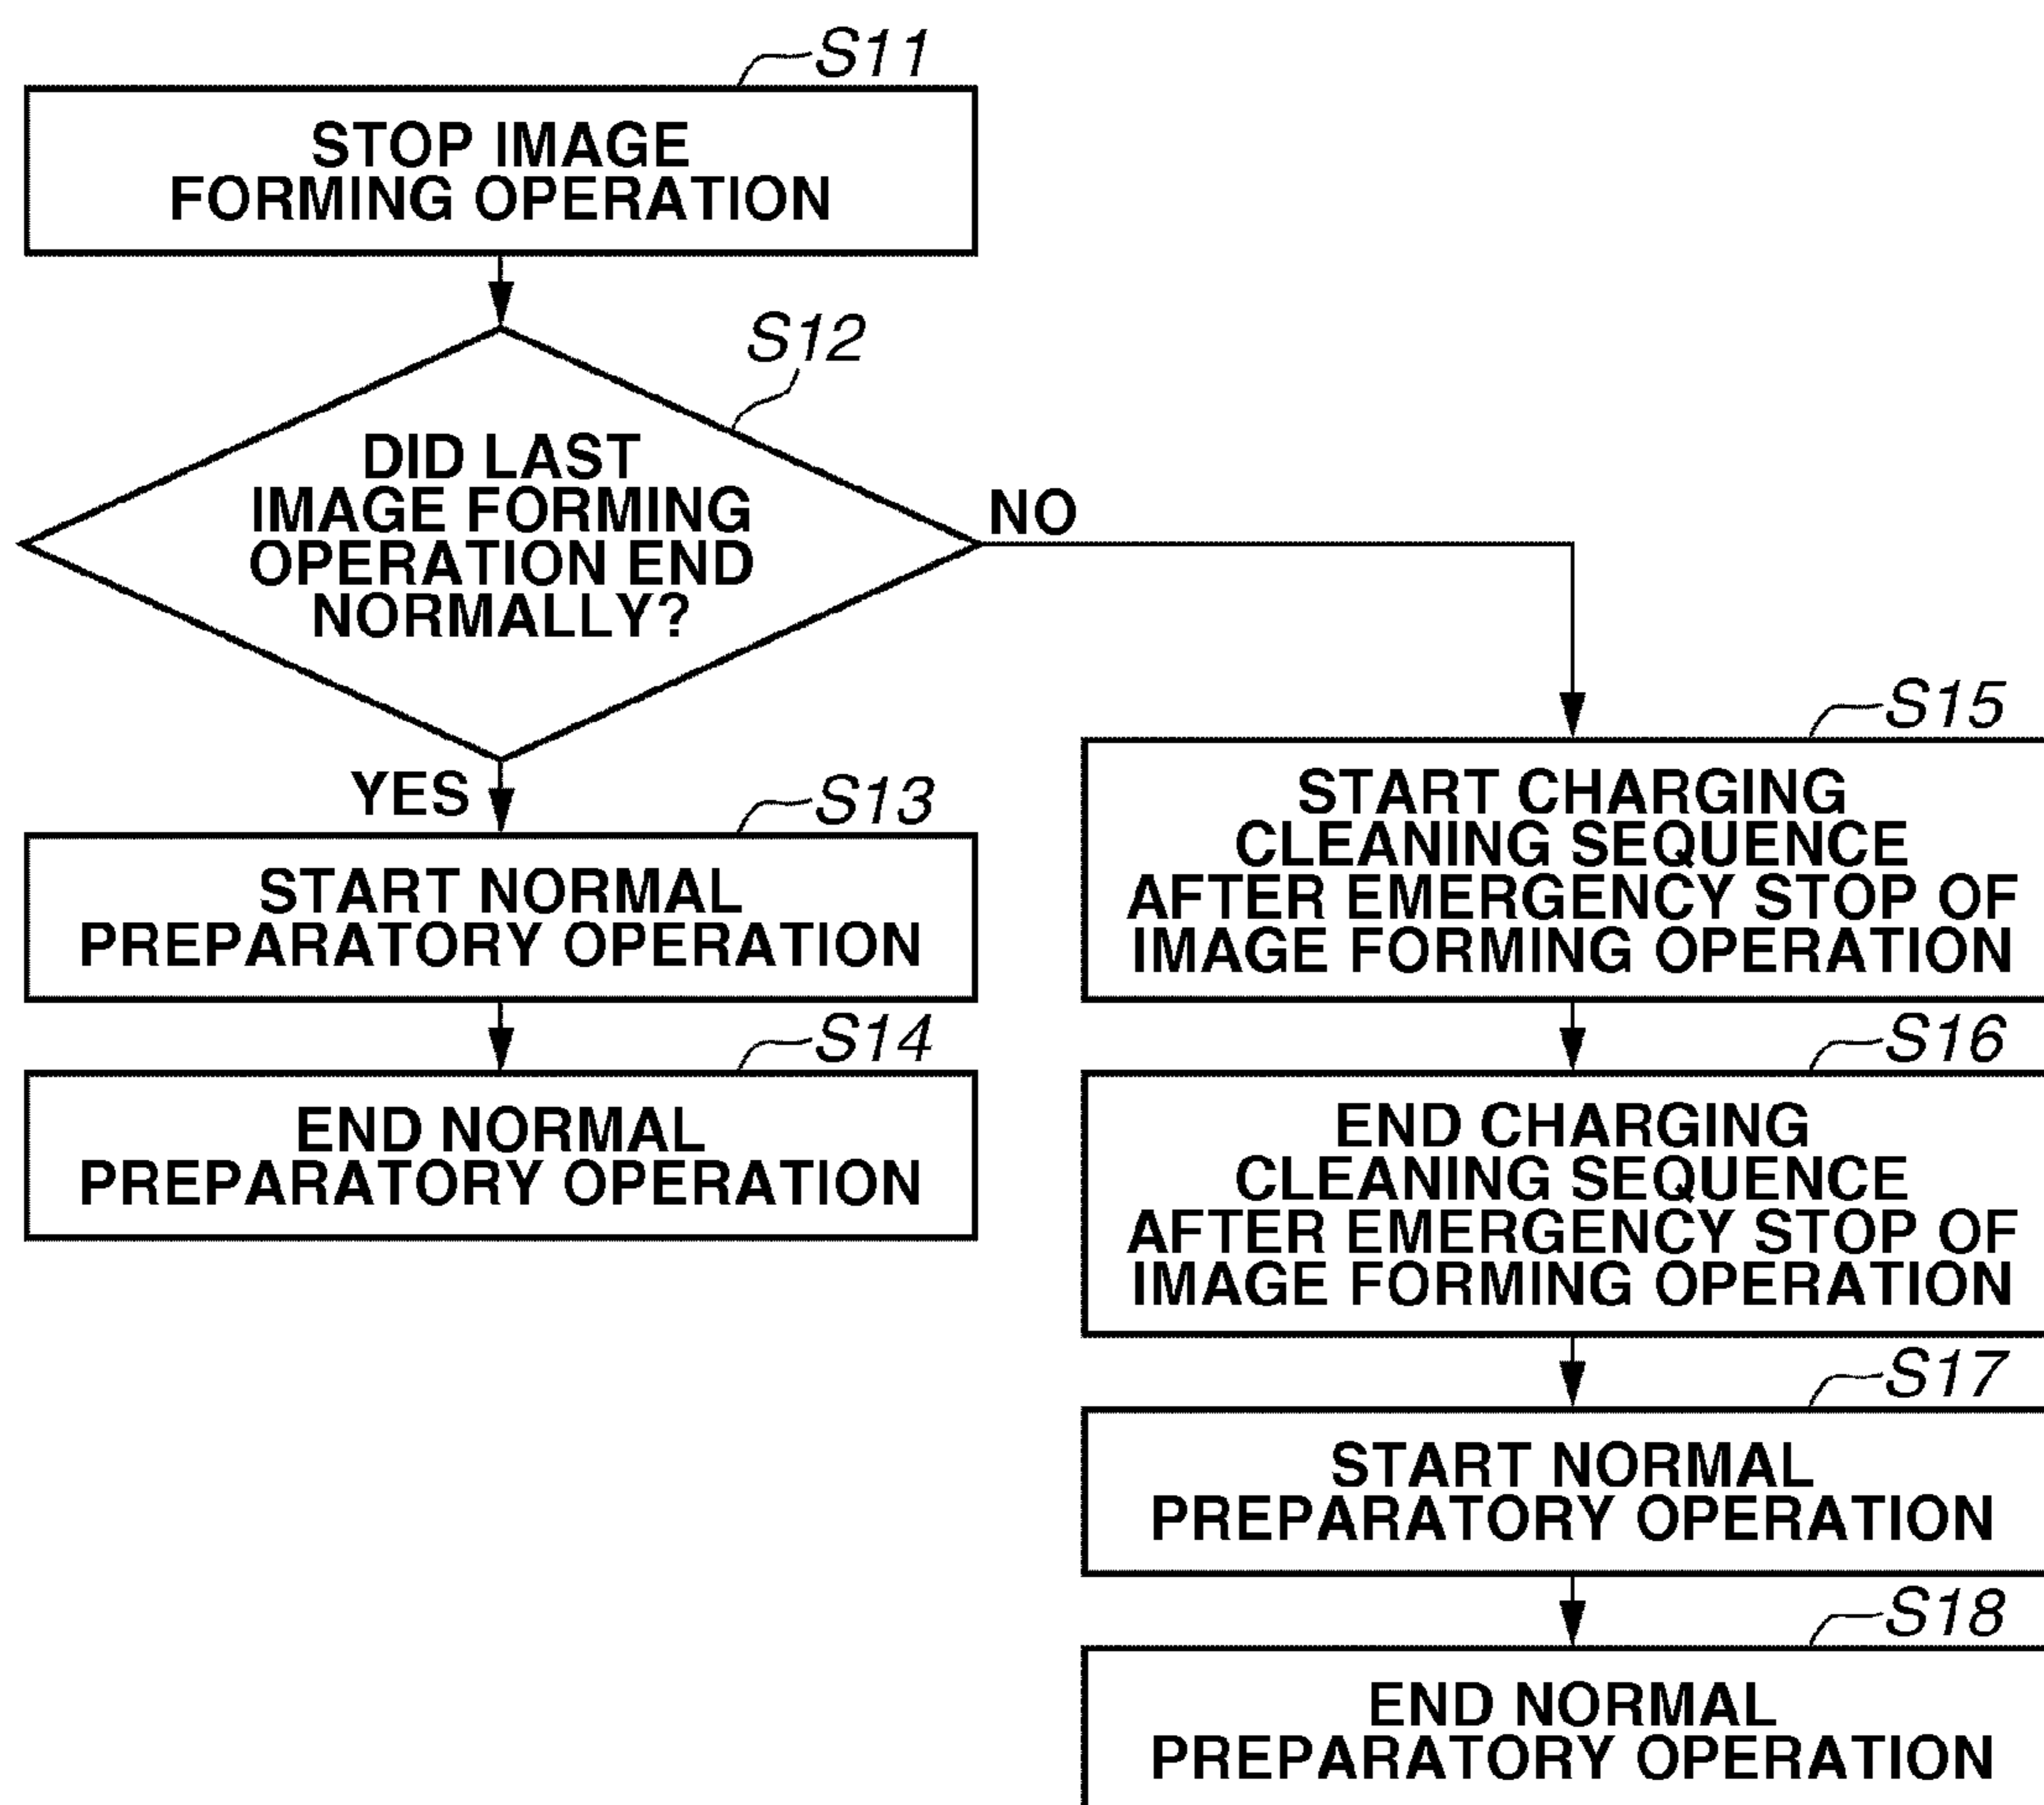 S11
STOP IMAGE
FORMING OPERATION
S12
DID LAST
IMAGE FORMING
OPERATION END
NORMALLY?
NO
YES
S13
START NORMAL
PREPARATORY OPERATION
S14
END NORMAL
PREPARATORY OPERATION
S15
START CHARGING
CLEANING SEQUENCE
AFTER EMERGENCY STOP OF
IMAGE FORMING OPERATION
S16
END CHARGING
CLEANING SEQUENCE
AFTER EMERGENCY STOP OF
IMAGE FORMING OPERATION
S17
START NORMAL
PREPARATORY OPERATION
S18
END NORMAL
PREPARATORY OPERATION